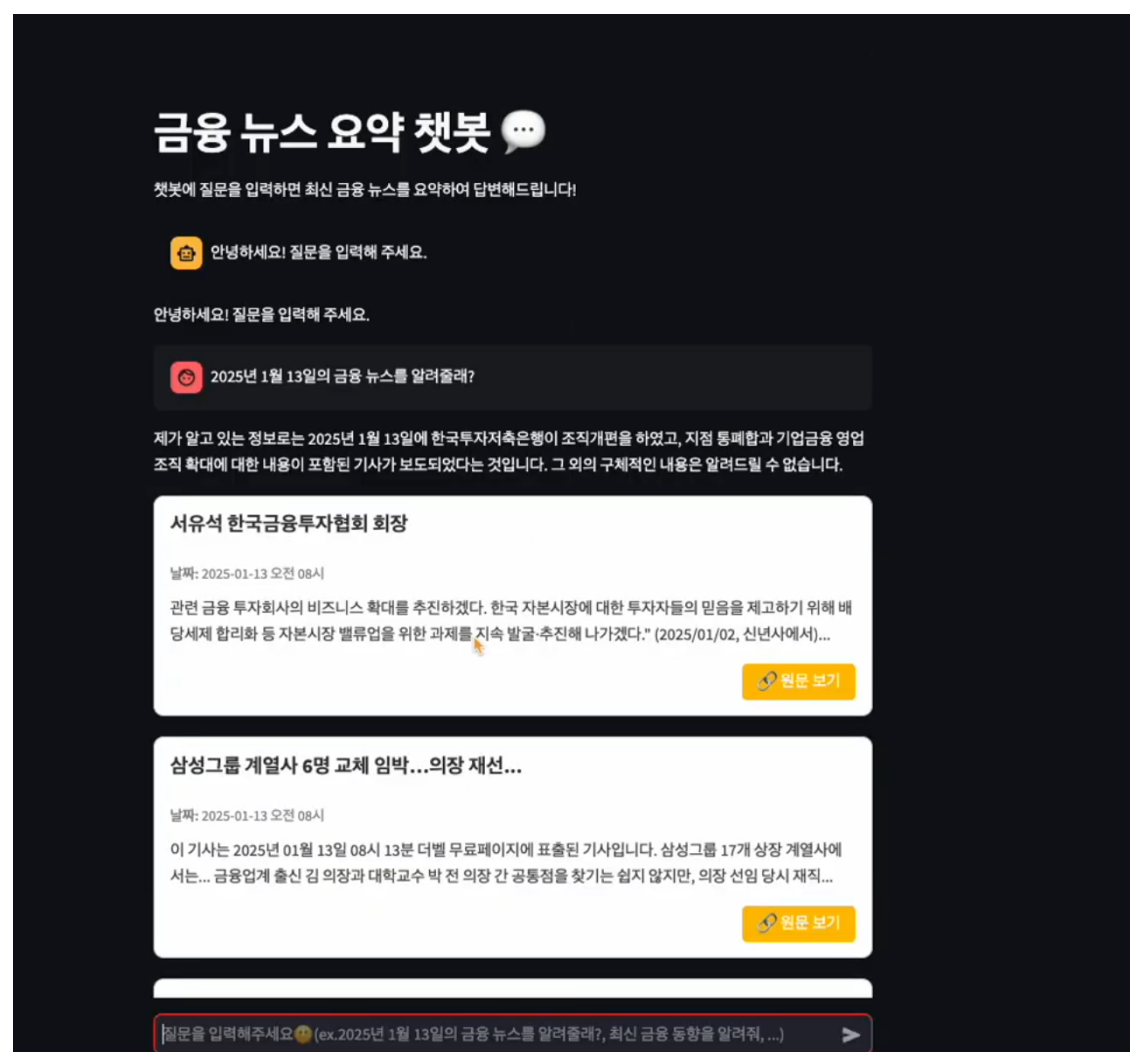 금융 뉴스 요약 챗봇 💬
챗봇에 질문을 입력하면 최신 금융 뉴스를 요약하여 답변해드립니다!
안녕하세요! 질문을 입력해 주세요.
안녕하세요! 질문을 입력해 주세요.
2025년 1월 13일의 금융 뉴스를 알려줄래?
제가 알고 있는 정보로는 2025년 1월 13일에 한국투자저축은행이 조직개편을 하였고, 지점 통폐합과 기업금융 영업
조직 확대에 대한 내용이 포함된 기사가 보도되었다는 것입니다. 그 외의 구체적인 내용은 알려드릴 수 없습니다.
서유석 한국금융투자협회 회장
날짜: 2025-01-13 오전 08시
관련 금융 투자회사의 비즈니스 확대를 추진하겠다. 한국 자본시장에 대한 투자자들의 믿음을 제고하기 위해 배
당세제 합리화 등 자본시장 밸류업을 위한 과제를 지속 발굴·추진해 나가겠다." (2025/01/02, 신년사에서)...
🔗 원문 보기
삼성그룹 계열사 6명 교체 임박…의장 재선...
날짜: 2025-01-13 오전 08시
이 기사는 2025년 01월 13일 08시 13분 더벨 무료페이지에 표출된 기사입니다. 삼성그룹 17개 상장 계열사에
서는... 금융업계 출신 김 의장과 대학교수 박 전 의장 간 공통점을 찾기는 쉽지 않지만, 의장 선임 당시 재직...
🔗 원문 보기
질문을 입력해주세요🙂(ex.2025년 1월 13일의 금융 뉴스를 알려줄래?, 최신 금융 동향을 알려줘, ...)